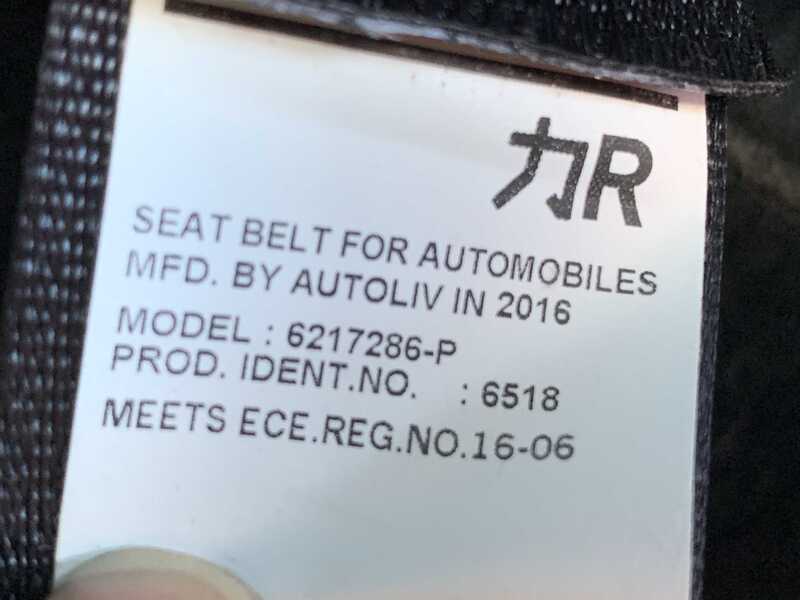 力R
SEAT BELT FOR AUTOMOBILES
MFD. BY AUTOLIV IN 2016
MODEL : 6217286-P
PROD. IDENT.NO. : 6518
MEETS ECE.REG.NO.16-06